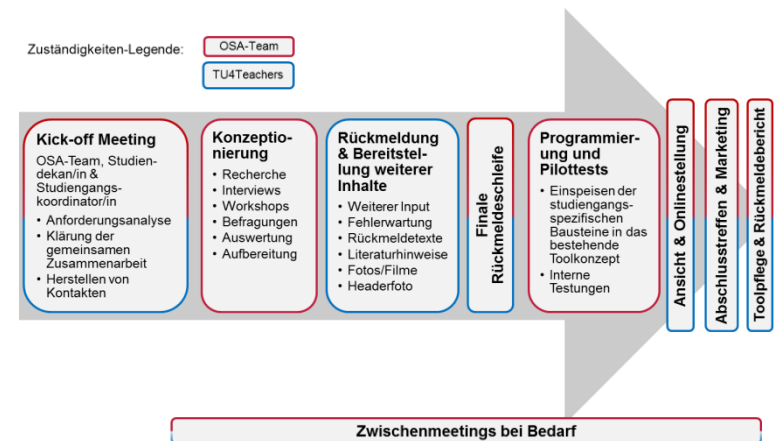 Zuständigkeiten-Legende:
OSA-Team
TU4Teachers
Kick-off Meeting
OSA-Team, Studien-
dekan/in &
Studiengangs-
koordinator/in
• Anforderungsanalyse
• Klärung der
gemeinsamen
Zusammenarbeit
• Herstellen von
Kontakten
Konzeptio-
nierung
• Recherche
• Interviews
• Workshops
• Befragungen
• Auswertung
• Aufbereitung
Rückmeldung
& Bereitstel-
lung weiterer
Inhalte
• Weiterer Input
• Fehlerwartung
• Rückmeldetexte
• Literaturhinweise
• Fotos/Filme
• Headerfoto
Finale
Rückmeldeschleife
Programmier-
ung und
Pilottests
• Einspeisen der
studiengangs-
spezifischen
Bausteine in das
bestehende
Toolkonzept
• Interne
Testungen
Ansicht & Onlinestellung
Abschlusstreffen & Marketing
Toolpflege & Rückmeldebericht
Zwischenmeetings bei Bedarf